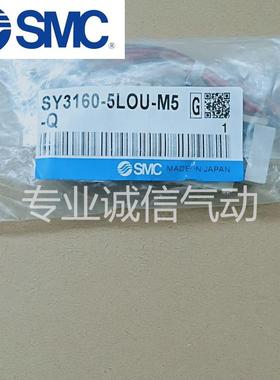 SMC
SY3160-5LOU-M5
-Q
G
1
SMC
MADE IN JAPAN
专业诚信气动